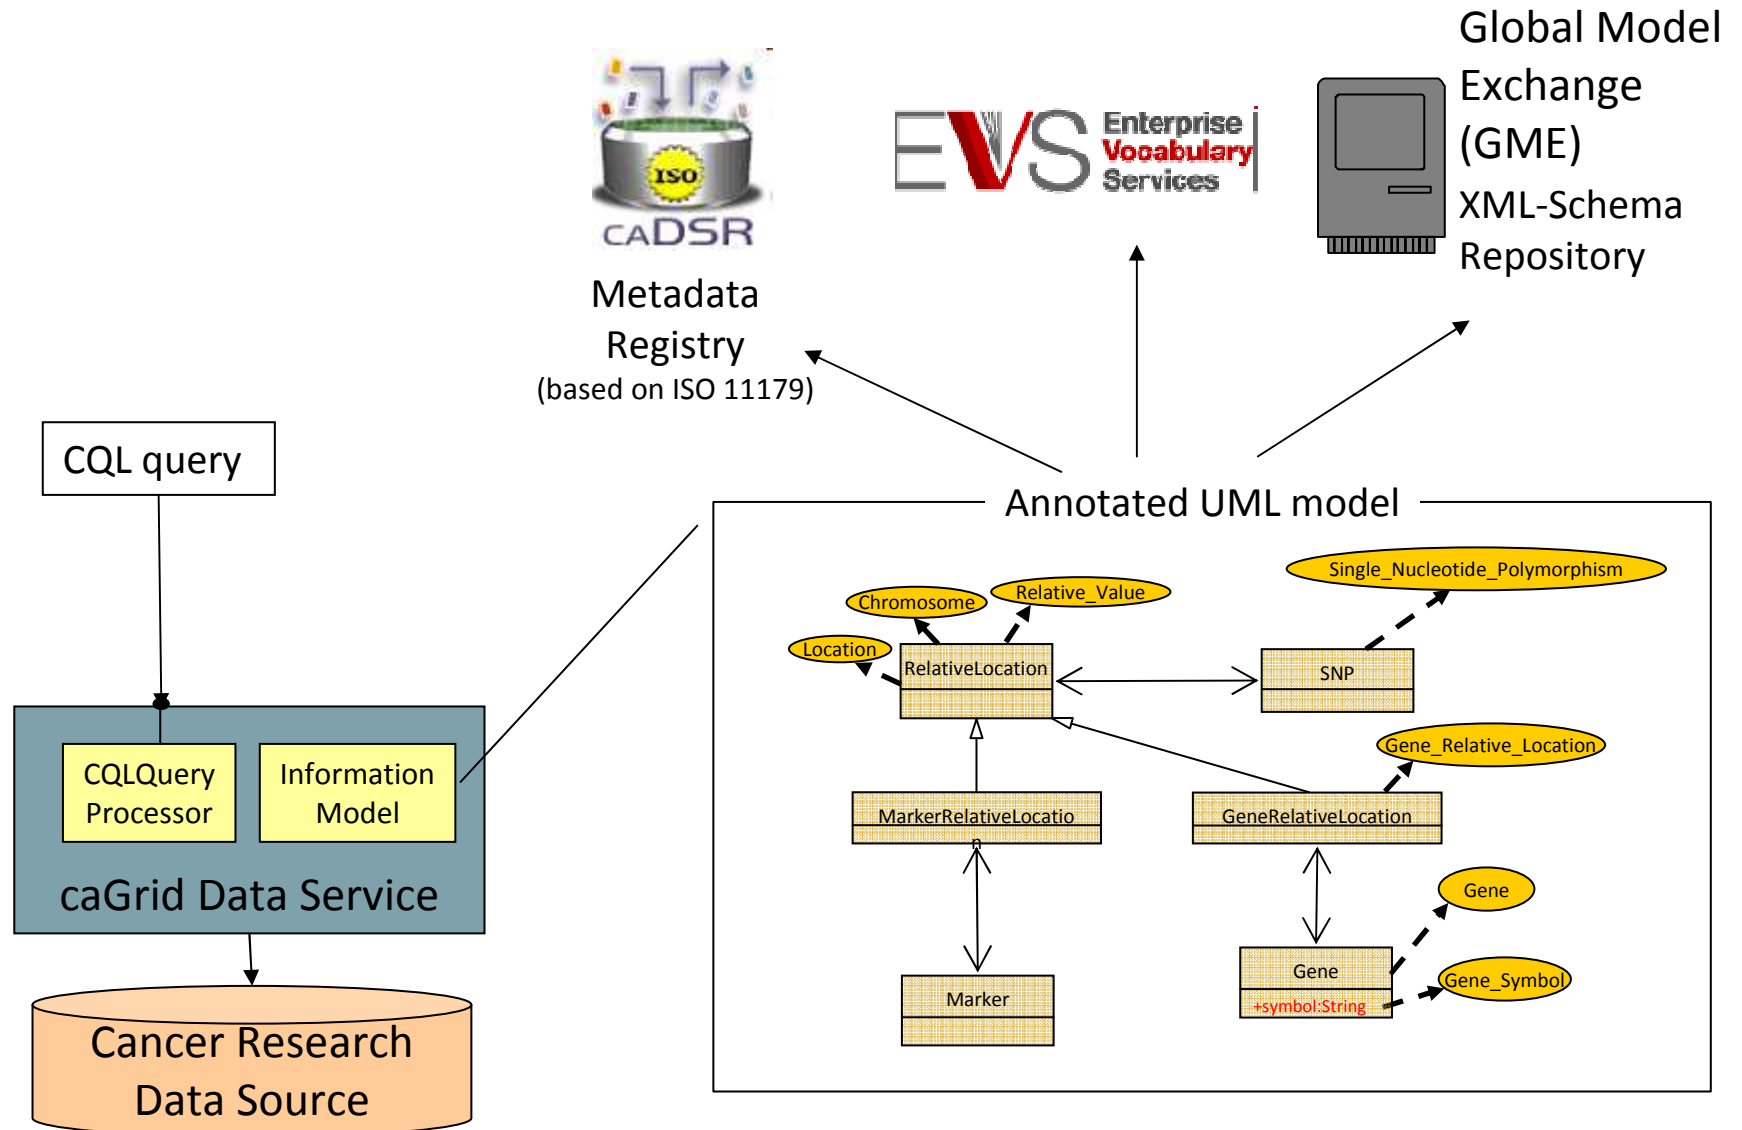 Global Model
Exchange
(GME)
XML-Schema
Repository
ISO
caDSR
EVS
Enterprise
Vocabulary
Services
Metadata
Registry
(based on ISO 11179)
CQL query
CQLQuery
Processor
Information
Model
caGrid Data Service
Cancer Research
Data Source
Annotated UML model
Single_Nucleotide_Polymorphism
Relative_Value
Chromosome
Location
RelativeLocation
SNP
Gene_Relative_Location
MarkerRelativeLocatio
n
GeneRelativeLocation
Gene
Gene
Gene_Symbol
+symbol:String
Marker